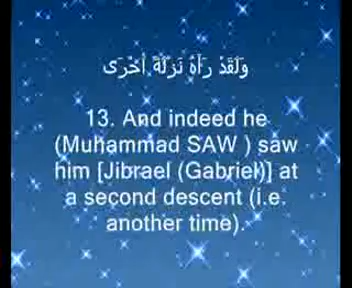 وَلَقَدْ رَآهُ نَزْلَةً أُخْرَى
13. And indeed he
(Muhammad SAW ) saw
him [Jibrael (Gabriel)] at
a second descent (i.e.
another time).